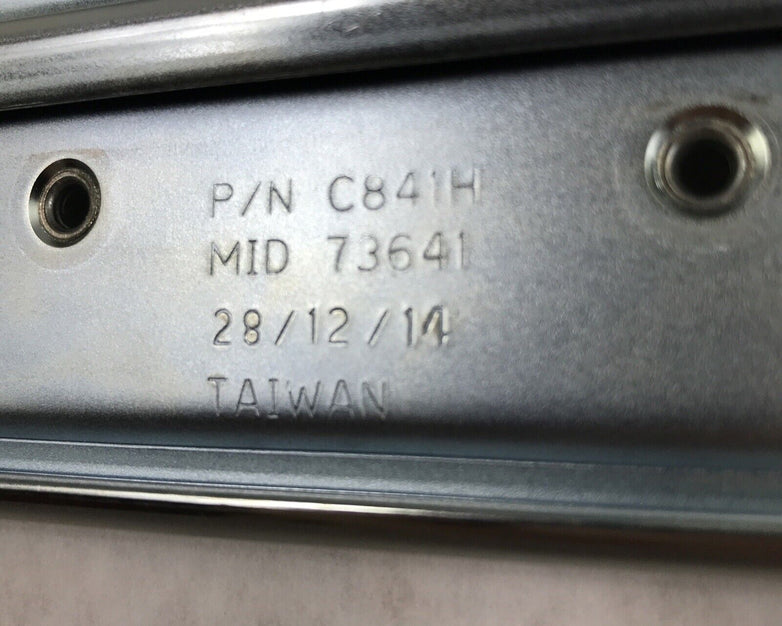 P/N C841H
MID 73641
28/12/14
TAIWAN